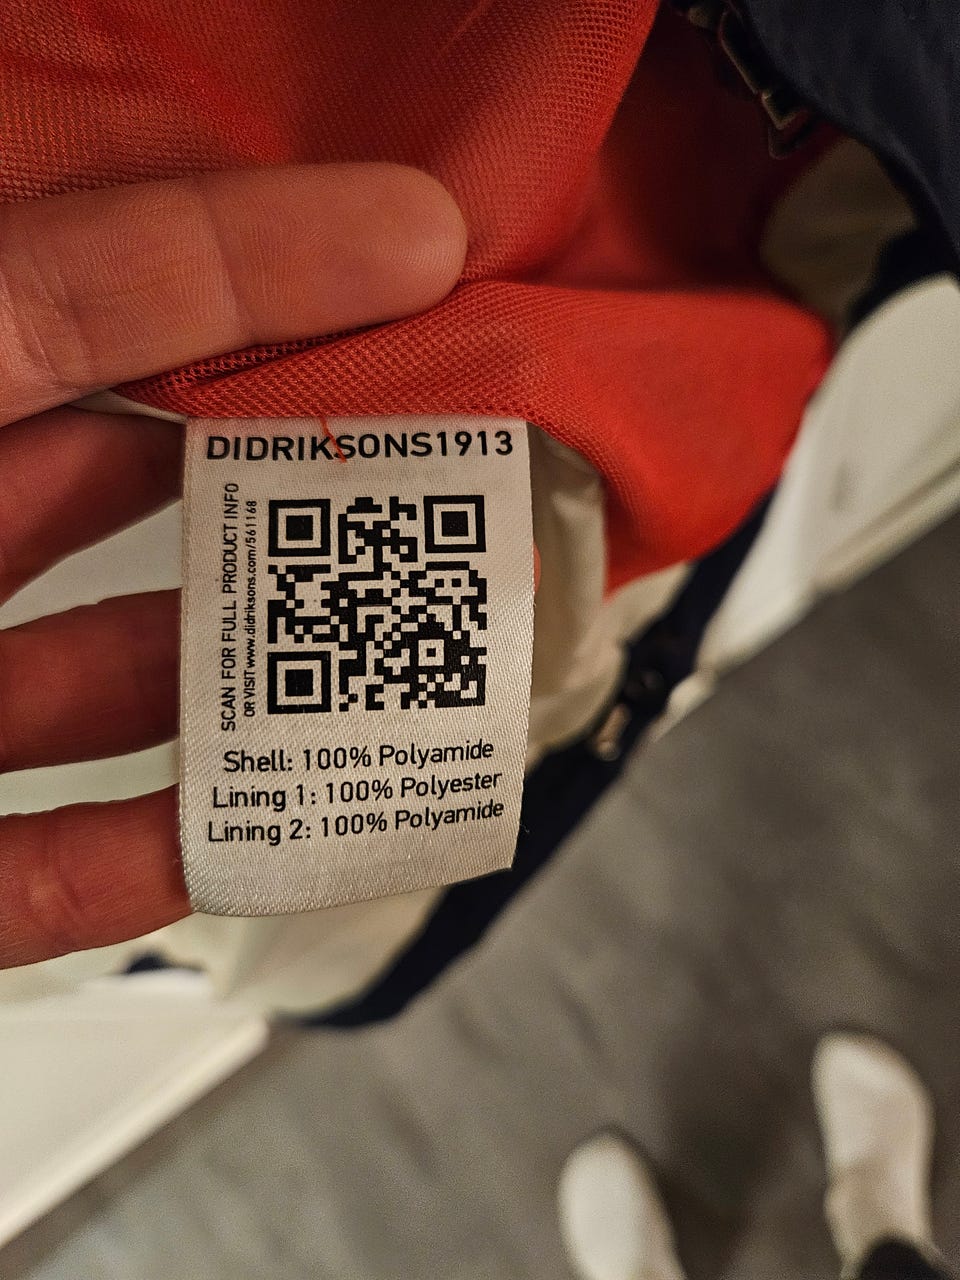 DIDRIKSONS1913
SCAN FOR FULL PRODUCT INFO
OR VISIT www.didriksons.com/561168
Shell: 100% Polyamide
Lining 1: 100% Polyester
Lining 2: 100% Polyamide